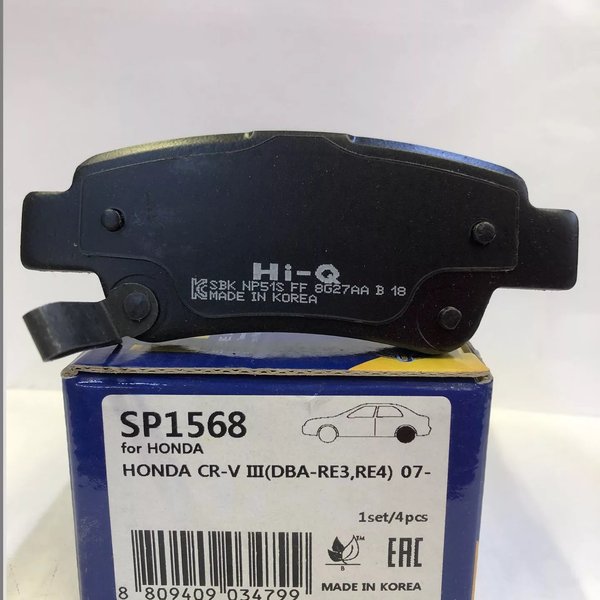 Hi-Q
SBK NP51S FF 8G27AA B 18
MADE IN KOREA
SP1568
for HONDA
HONDA CR-V III(DBA-RE3,RE4) 07-
1set/4pcs
TM
B
EAC
8 809409 034799
MADE IN KOREA